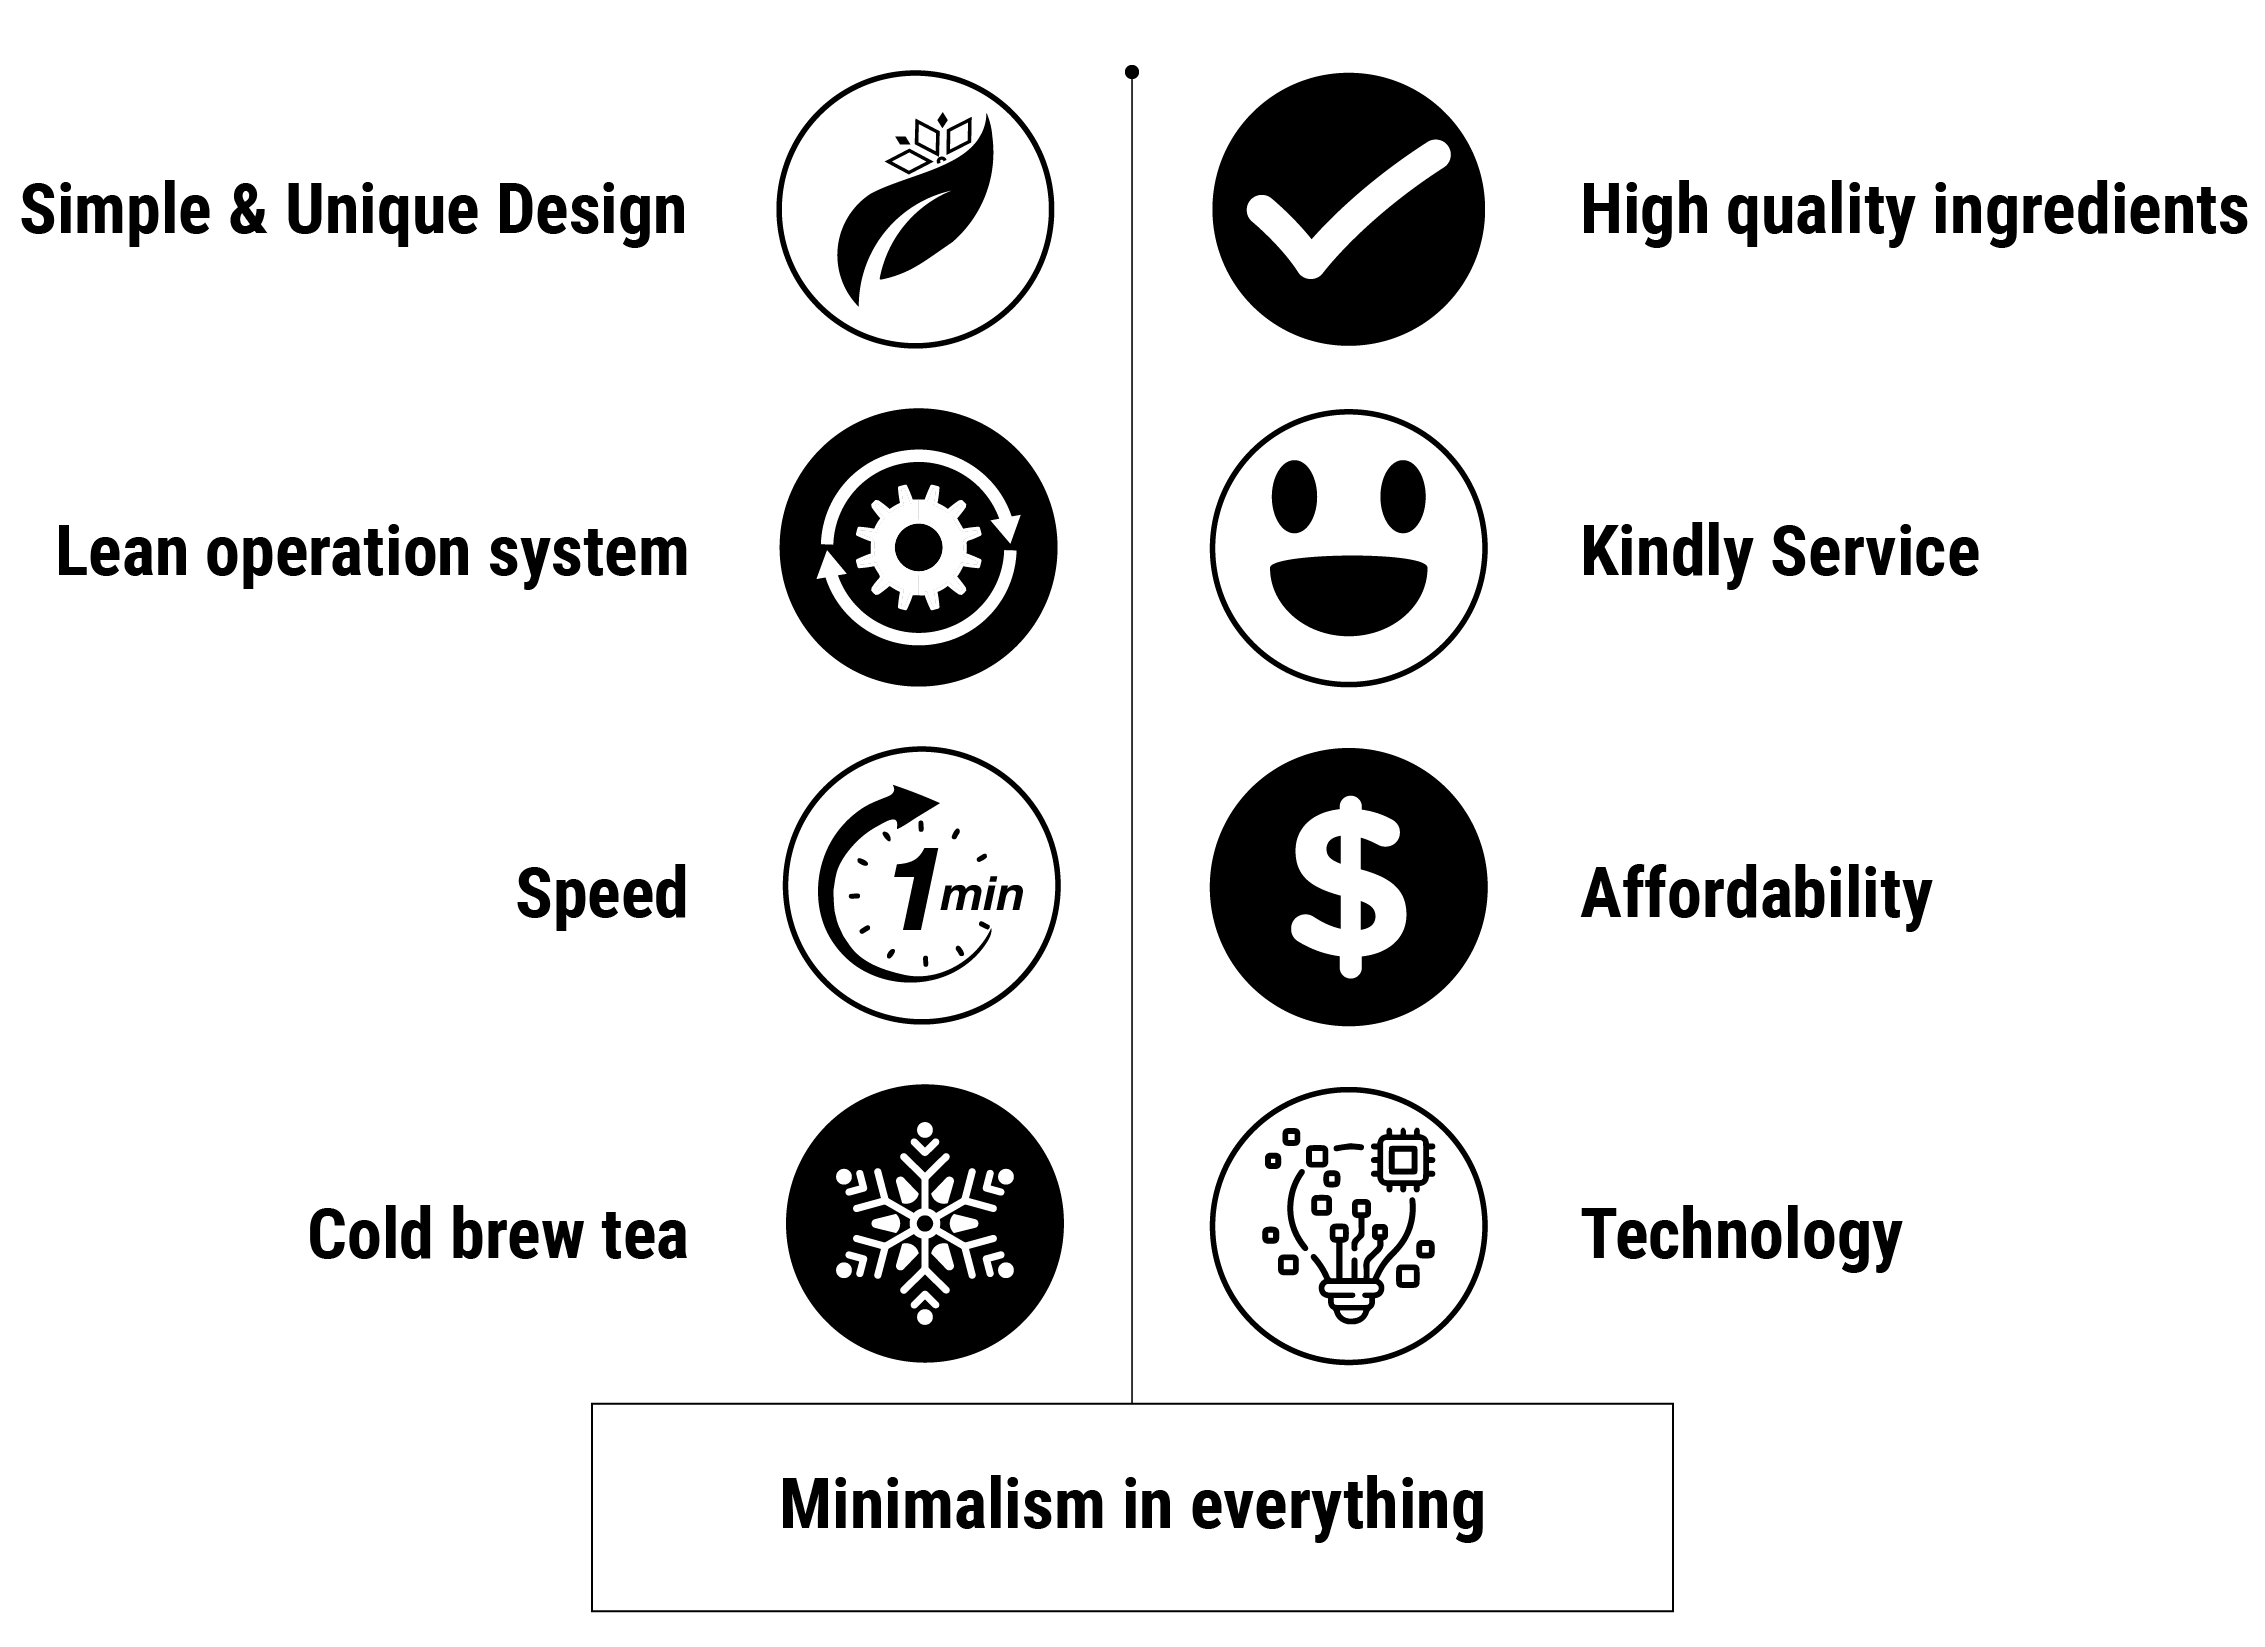 Simple & Unique Design
High quality ingredients
Lean operation system
Kindly Service
Speed
1 min
Affordability
Cold brew tea
Technology
Minimalism in everything